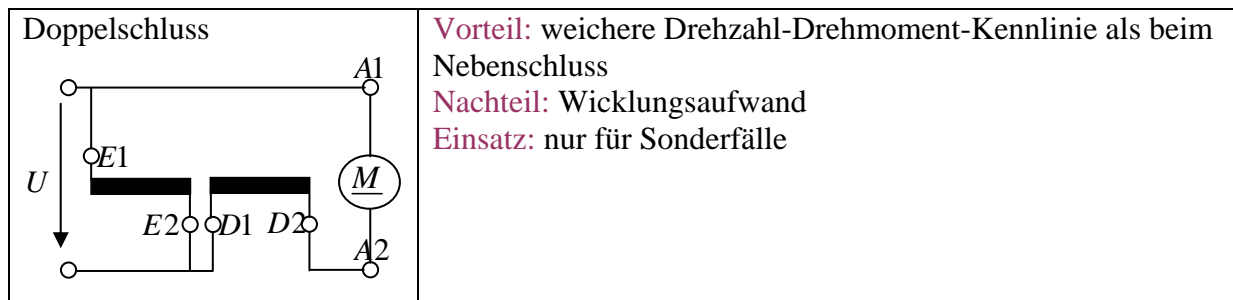 Doppelschluss
A1
E1
U
M
E2 D1 D2
A2
Vorteil: weichere Drehzahl-Drehmoment-Kennlinie als beim
Nebenschluss
Nachteil: Wicklungsaufwand
Einsatz: nur für Sonderfälle